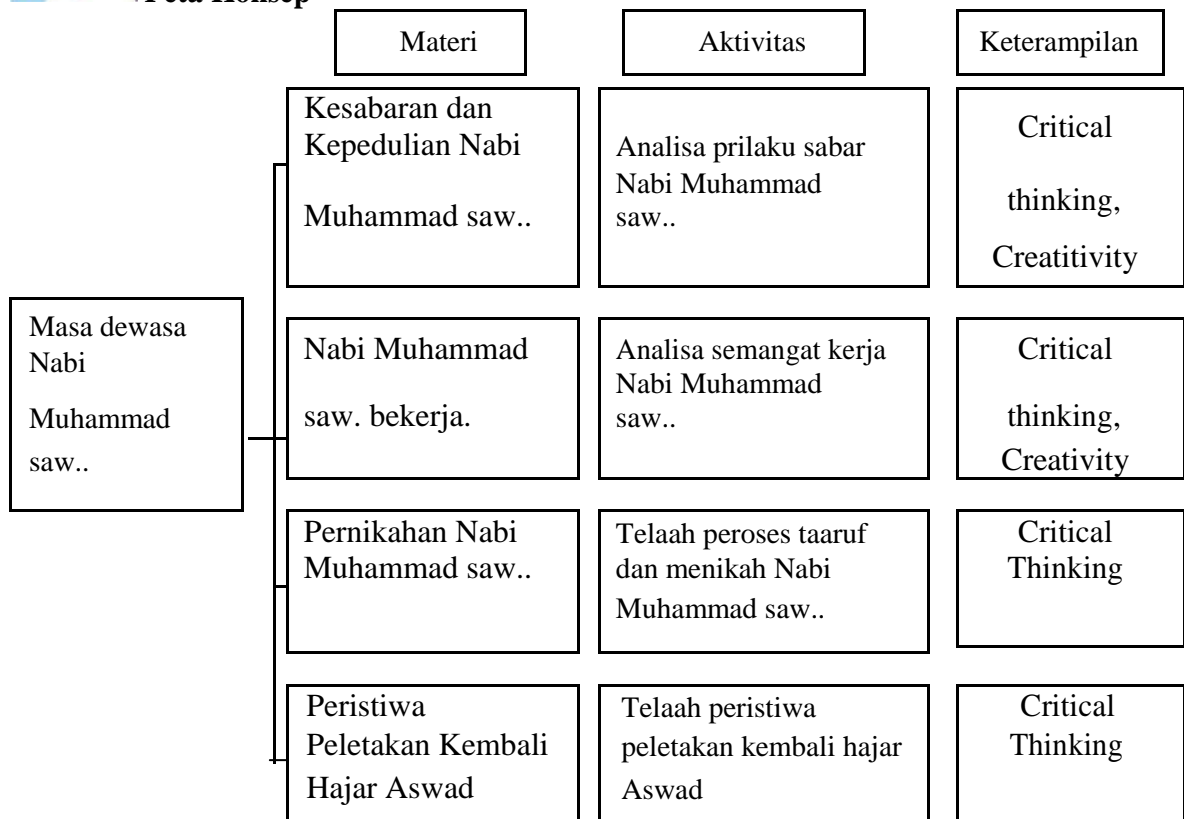 Peta Konsep
Materi
Aktivitas
Keterampilan
Masa dewasa
Nabi
Muhammad
saw..
Kesabaran dan
Kepedulian Nabi
Muhammad saw..
Analisa prilaku sabar
Nabi Muhammad
saw..
Critical
thinking,
Creatitivity
Nabi Muhammad
saw. bekerja.
Analisa semangat kerja
Nabi Muhammad
saw..
Critical
thinking,
Creativity
Pernikahan Nabi
Muhammad saw..
Telaah peroses taaruf
dan menikah Nabi
Muhammad saw..
Critical
Thinking
Peristiwa
Peletakan Kembali
Hajar Aswad
Telaah peristiwa
peletakan kembali hajar
Aswad
Critical
Thinking